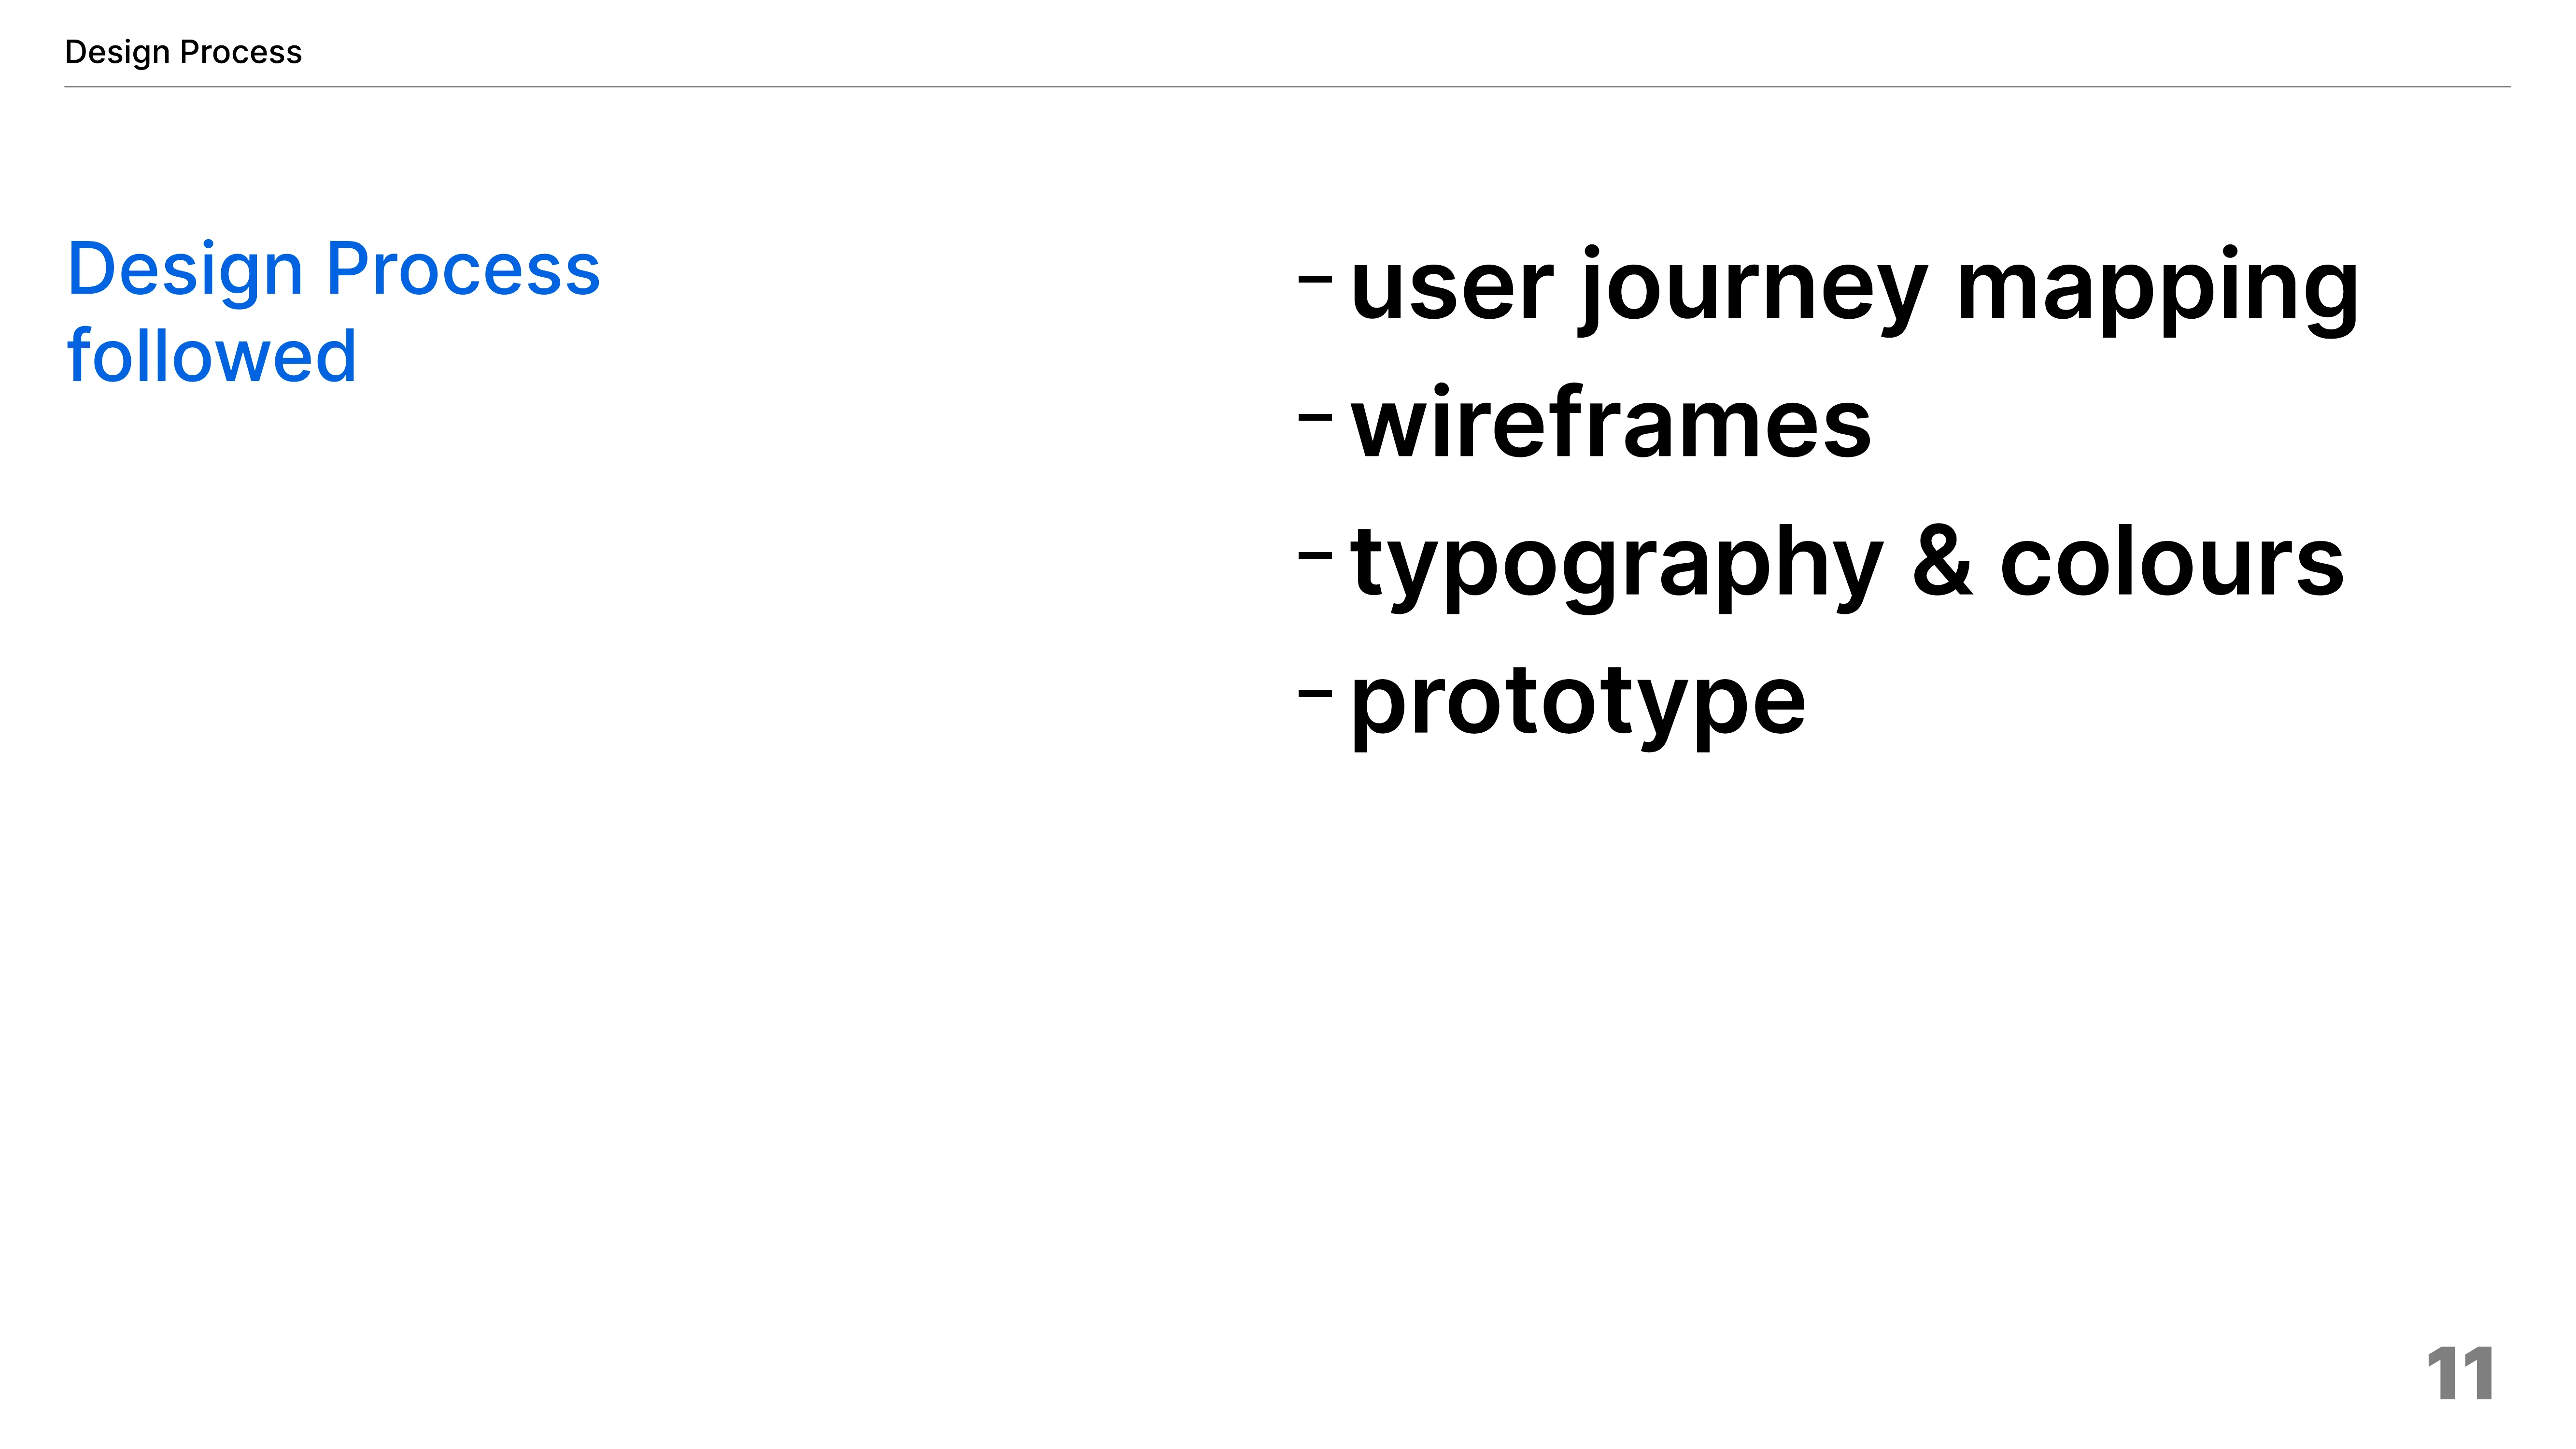 Design Process
Design Process
followed
– user journey mapping
– wireframes
– typography & colours
– prototype
11